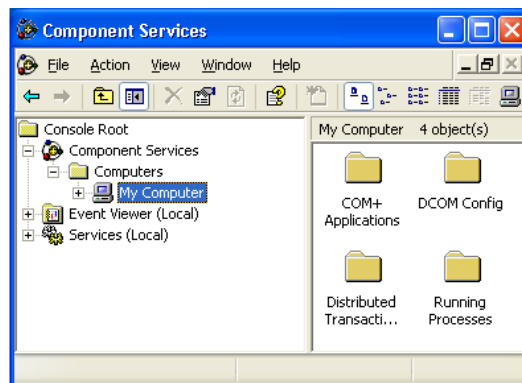 Component Services
File Action View Window Help
Console Root
Component Services
Computers
My Computer
Event Viewer (Local)
Services (Local)
My Computer 4 object(s)
COM+
Applications
DCOM Config
Distributed
Transacti...
Running
Processes